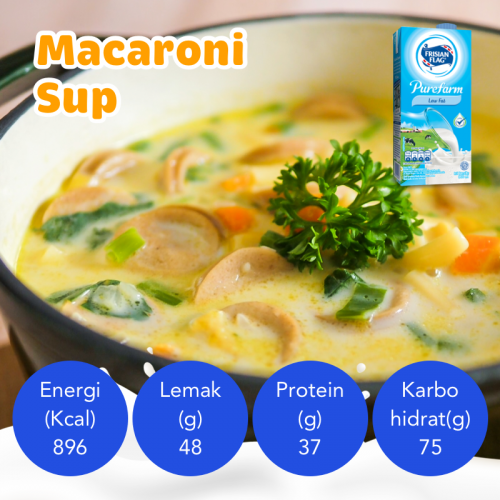 Macaroni
Sup
FRISIAN
FLAG
Purefarm
Low Fat
Energi
(Kcal)
896
Lemak
(g)
48
Protein
(g)
37
Karbo
hidrat(g)
75